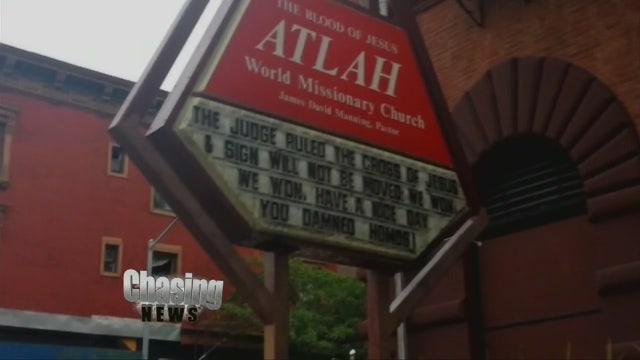 THE BLOOD OF JESUS
ATLAH
World Missionary Church
James David Manning, Pastor
THE JUDGE RULED THE CROSS OF JESUS
& SIGN WILL NOT BE MOVED. WE WON
WE WON. HAVE A NICE DAY
YOU DAMNED HOMOS!
Chasing
NEWS